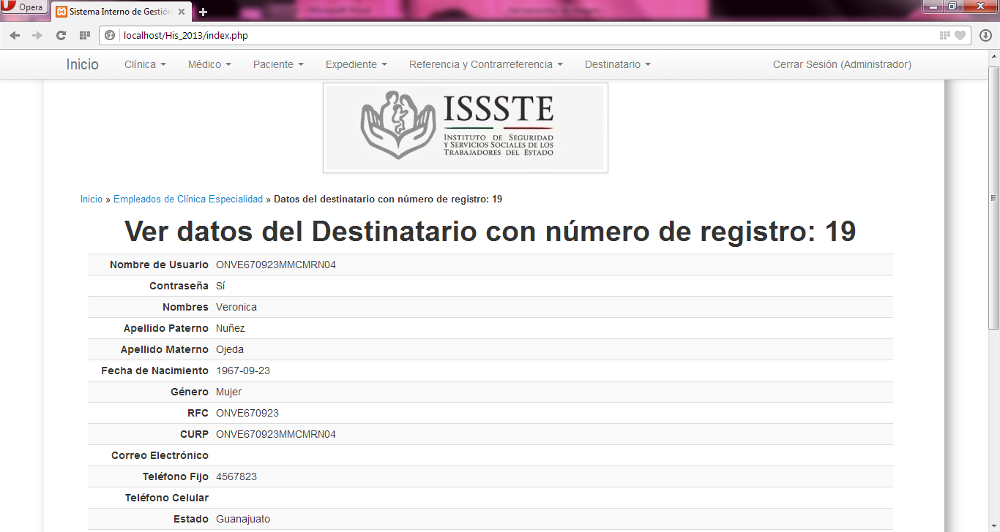 Opera
Sistema Interno de Gestión
localhost/His_2013/index.php
Inicio Clínica Médico Paciente Expediente Referencia y Contrarreferencia Destinatario Cerrar Sesión (Administrador)
ISSSTE
INSTITUTO DE SEGURIDAD
Y SERVICIOS SOCIALES DE LOS
TRABAJADORES DEL ESTADO
Inicio » Empleados de Clínica Especialidad » Datos del destinatario con número de registro: 19
Ver datos del Destinatario con número de registro: 19
Nombre de Usuario ONVE670923MMCMRN04
Contraseña Sí
Nombres Veronica
Apellido Paterno Nuñez
Apellido Materno Ojeda
Fecha de Nacimiento 1967-09-23
Género Mujer
RFC ONVE670923
CURP ONVE670923MMCMRN04
Correo Electrónico
Teléfono Fijo 4567823
Teléfono Celular
Estado Guanajuato